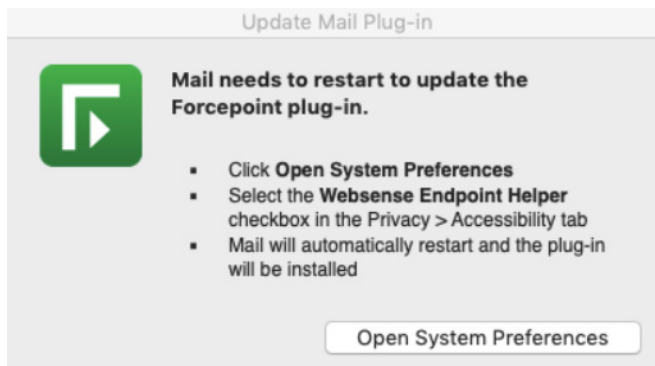 Update Mail Plug-in
Mail needs to restart to update the
Forcepoint plug-in.
▪ Click Open System Preferences
▪ Select the Websense Endpoint Helper
checkbox in the Privacy > Accessibility tab
▪ Mail will automatically restart and the plug-in
will be installed
Open System Preferences